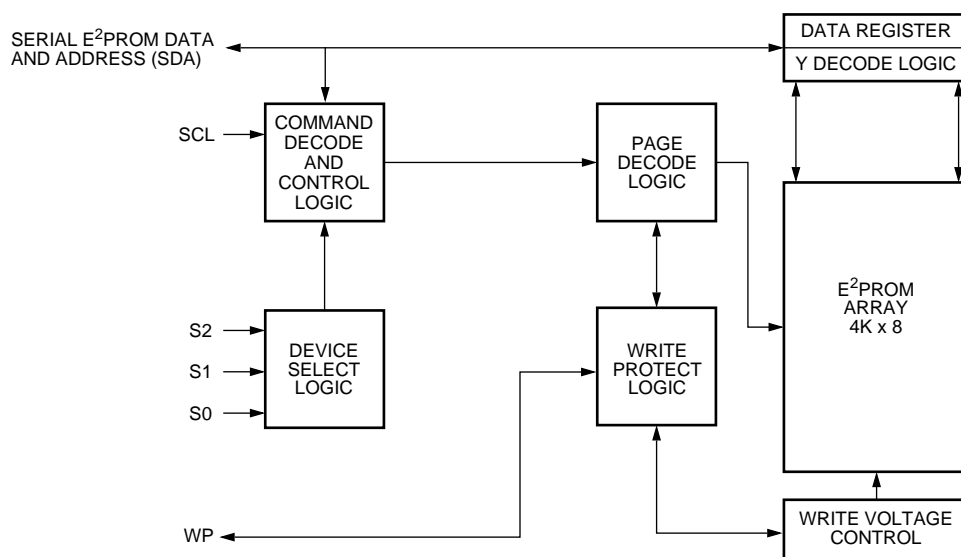 SERIAL E²PROM DATA
AND ADDRESS (SDA)
DATA REGISTER
Y DECODE LOGIC
SCL
COMMAND
DECODE
AND
CONTROL
LOGIC
PAGE
DECODE
LOGIC
E²PROM
ARRAY
4K x 8
S2
S1
S0
DEVICE
SELECT
LOGIC
WRITE
PROTECT
LOGIC
WP
WRITE VOLTAGE
CONTROL